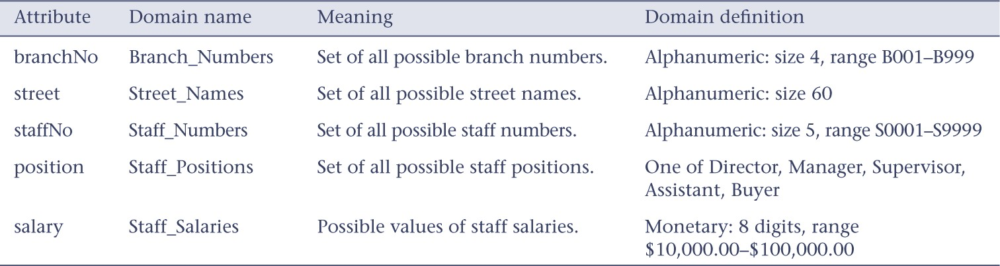 Attribute Domain name Meaning Domain definition
branchNo Branch_Numbers Set of all possible branch numbers. Alphanumeric: size 4, range B001–B999
street Street_Names Set of all possible street names. Alphanumeric: size 60
staffNo Staff_Numbers Set of all possible staff numbers. Alphanumeric: size 5, range S0001–S9999
position Staff_Positions Set of all possible staff positions. One of Director, Manager, Supervisor,
Assistant, Buyer
salary Staff_Salaries Possible values of staff salaries. Monetary: 8 digits, range
$10,000.00–$100,000.00